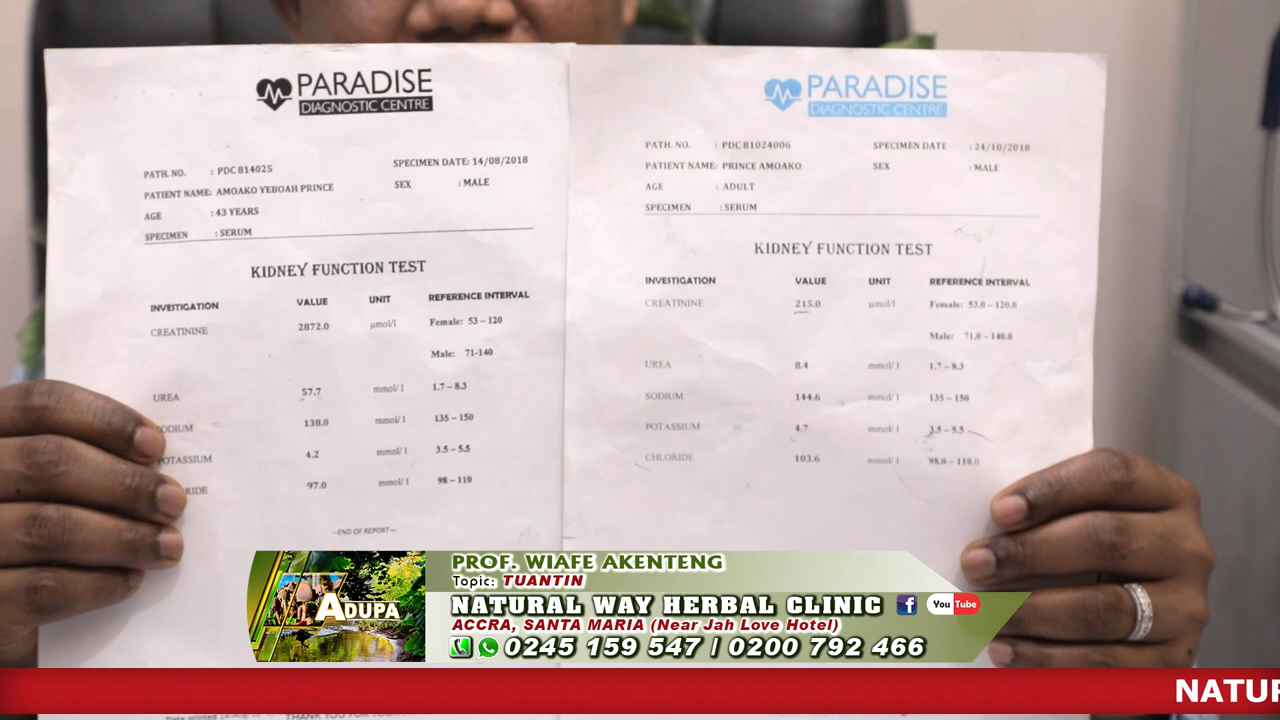 PARADISE
DIAGNOSTIC CENTRE
PATH. NO. : PDC 814025 SPECIMEN DATE: 14/08/2018
PATIENT NAME: AMOAKO YEBOAH PRINCE SEX : MALE
AGE : 43 YEARS
SPECIMEN : SERUM
KIDNEY FUNCTION TEST
INVESTIGATION VALUE UNIT REFERENCE INTERVAL
CREATININE 2872.0 µmol/l Female: 53 – 120
Male: 71-140
UREA 57.7 mmol/ l 1.7 – 8.3
ODIUM 138.0 mmol/ l 135 – 150
POTASSIUM 4.2 mmol/ l 3.5 – 5.5
RIDE 97.0 mmol/ l 98 – 110
---END OF REPORT---
PARADISE
DIAGNOSTIC CENTRE
PATH. NO. : PDC 81024006 SPECIMEN DATE : 24/10/2018
PATIENT NAME: PRINCE AMOAKO SEX : MALE
AGE : ADULT
SPECIMEN : SERUM
KIDNEY FUNCTION TEST
INVESTIGATION VALUE UNIT REFERENCE INTERVAL
CREATININE 215.0 µmol/l Female: 53.0 – 120.0
Male: 71.0 – 140.0
UREA 8.4 mmol/ l 1.7 – 8.3
SODIUM 144.6 mmol/ l 135 – 150
POTASSIUM 4.7 mmol/ l 3.5 – 5.5
CHLORIDE 103.6 mmol/ l 98.0 – 110.0
ADUPA
PROF. WIAFE AKENTENG
Topic: TUANTIN
NATURAL WAY HERBAL CLINIC f YouTube
ACCRA, SANTA MARIA (Near Jah Love Hotel)
0245 159 547 / 0200 792 466
NATUR